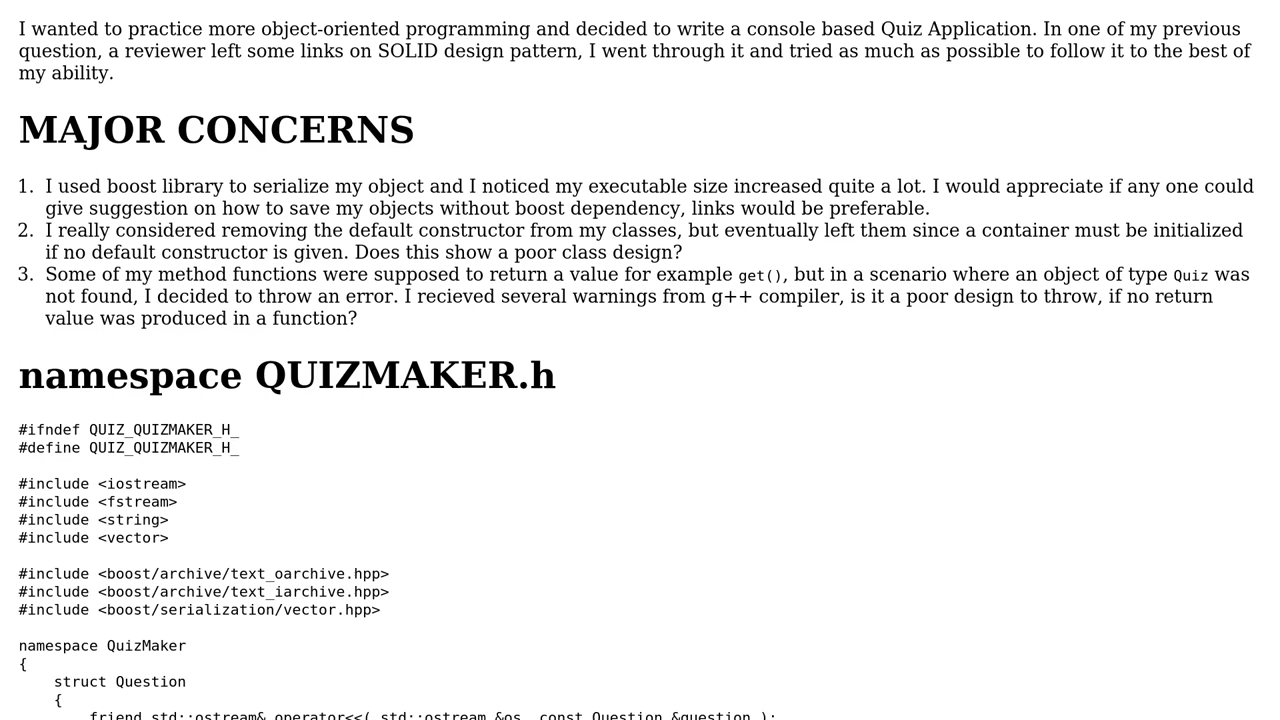 I wanted to practice more object-oriented programming and decided to write a console based Quiz Application. In one of my previous
question, a reviewer left some links on SOLID design pattern, I went through it and tried as much as possible to follow it to the best of
my ability.
MAJOR CONCERNS
1. I used boost library to serialize my object and I noticed my executable size increased quite a lot. I would appreciate if any one could
give suggestion on how to save my objects without boost dependency, links would be preferable.
2. I really considered removing the default constructor from my classes, but eventually left them since a container must be initialized
if no default constructor is given. Does this show a poor class design?
3. Some of my method functions were supposed to return a value for example get(), but in a scenario where an object of type Quiz was
not found, I decided to throw an error. I recieved several warnings from g++ compiler, is it a poor design to throw, if no return
value was produced in a function?
namespace QUIZMAKER.h
#ifndef QUIZ_QUIZMAKER_H_
#define QUIZ_QUIZMAKER_H_
#include <iostream>
#include <fstream>
#include <string>
#include <vector>
#include <boost/archive/text_oarchive.hpp>
#include <boost/archive/text_iarchive.hpp>
#include <boost/serialization/vector.hpp>
namespace QuizMaker
{
    struct Question
    {
        friend std::ostream& operator<<( std::ostream &os, const Question &question );